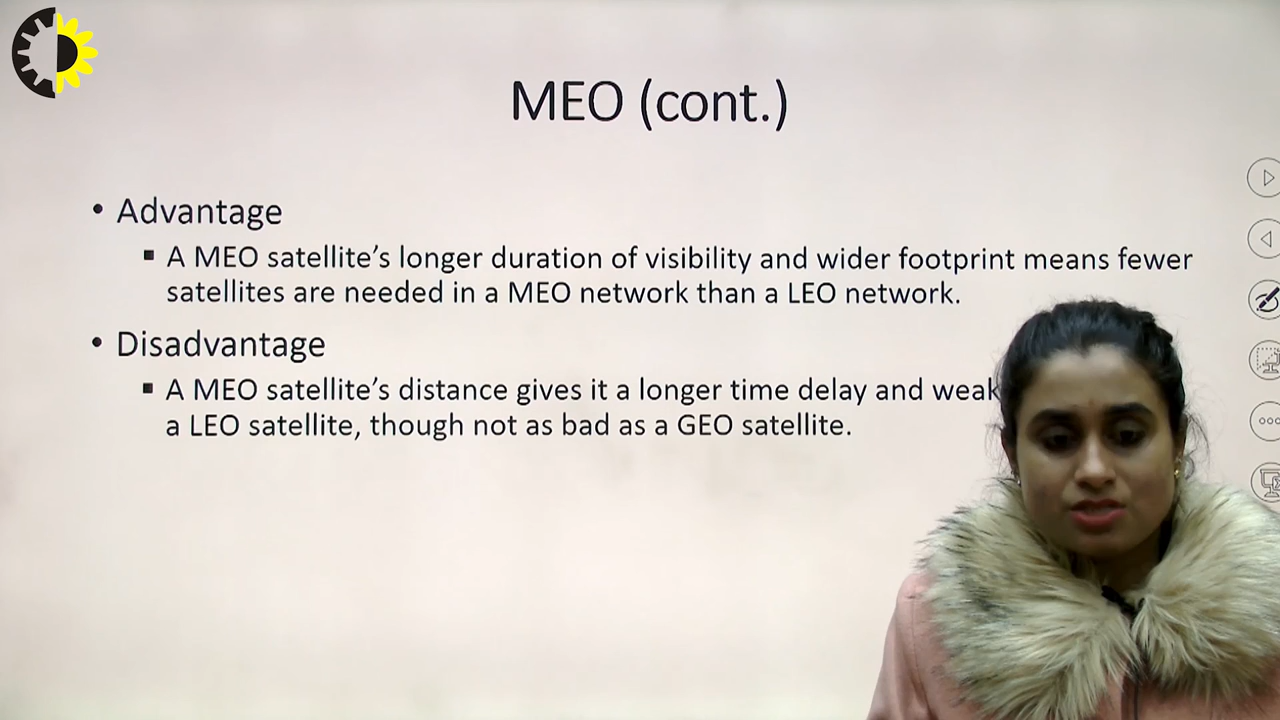 MEO (cont.)
• Advantage
▪ A MEO satellite’s longer duration of visibility and wider footprint means fewer
satellites are needed in a MEO network than a LEO network.
• Disadvantage
▪ A MEO satellite’s distance gives it a longer time delay and weak
a LEO satellite, though not as bad as a GEO satellite.